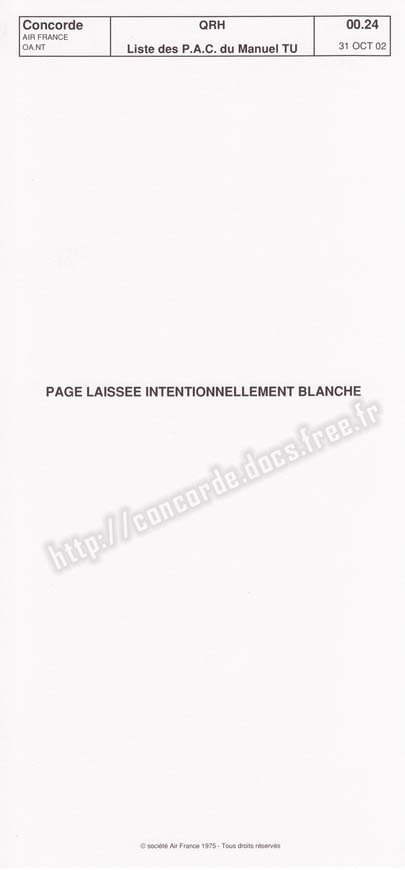 Concorde
AIR FRANCE
OA.NT
QRH
Liste des P.A.C. du Manuel TU
00.24
31 OCT 02
PAGE LAISSEE INTENTIONNELLEMENT BLANCHE
http://concorde.docs.free.fr
© société Air France 1975 - Tous droits réservés